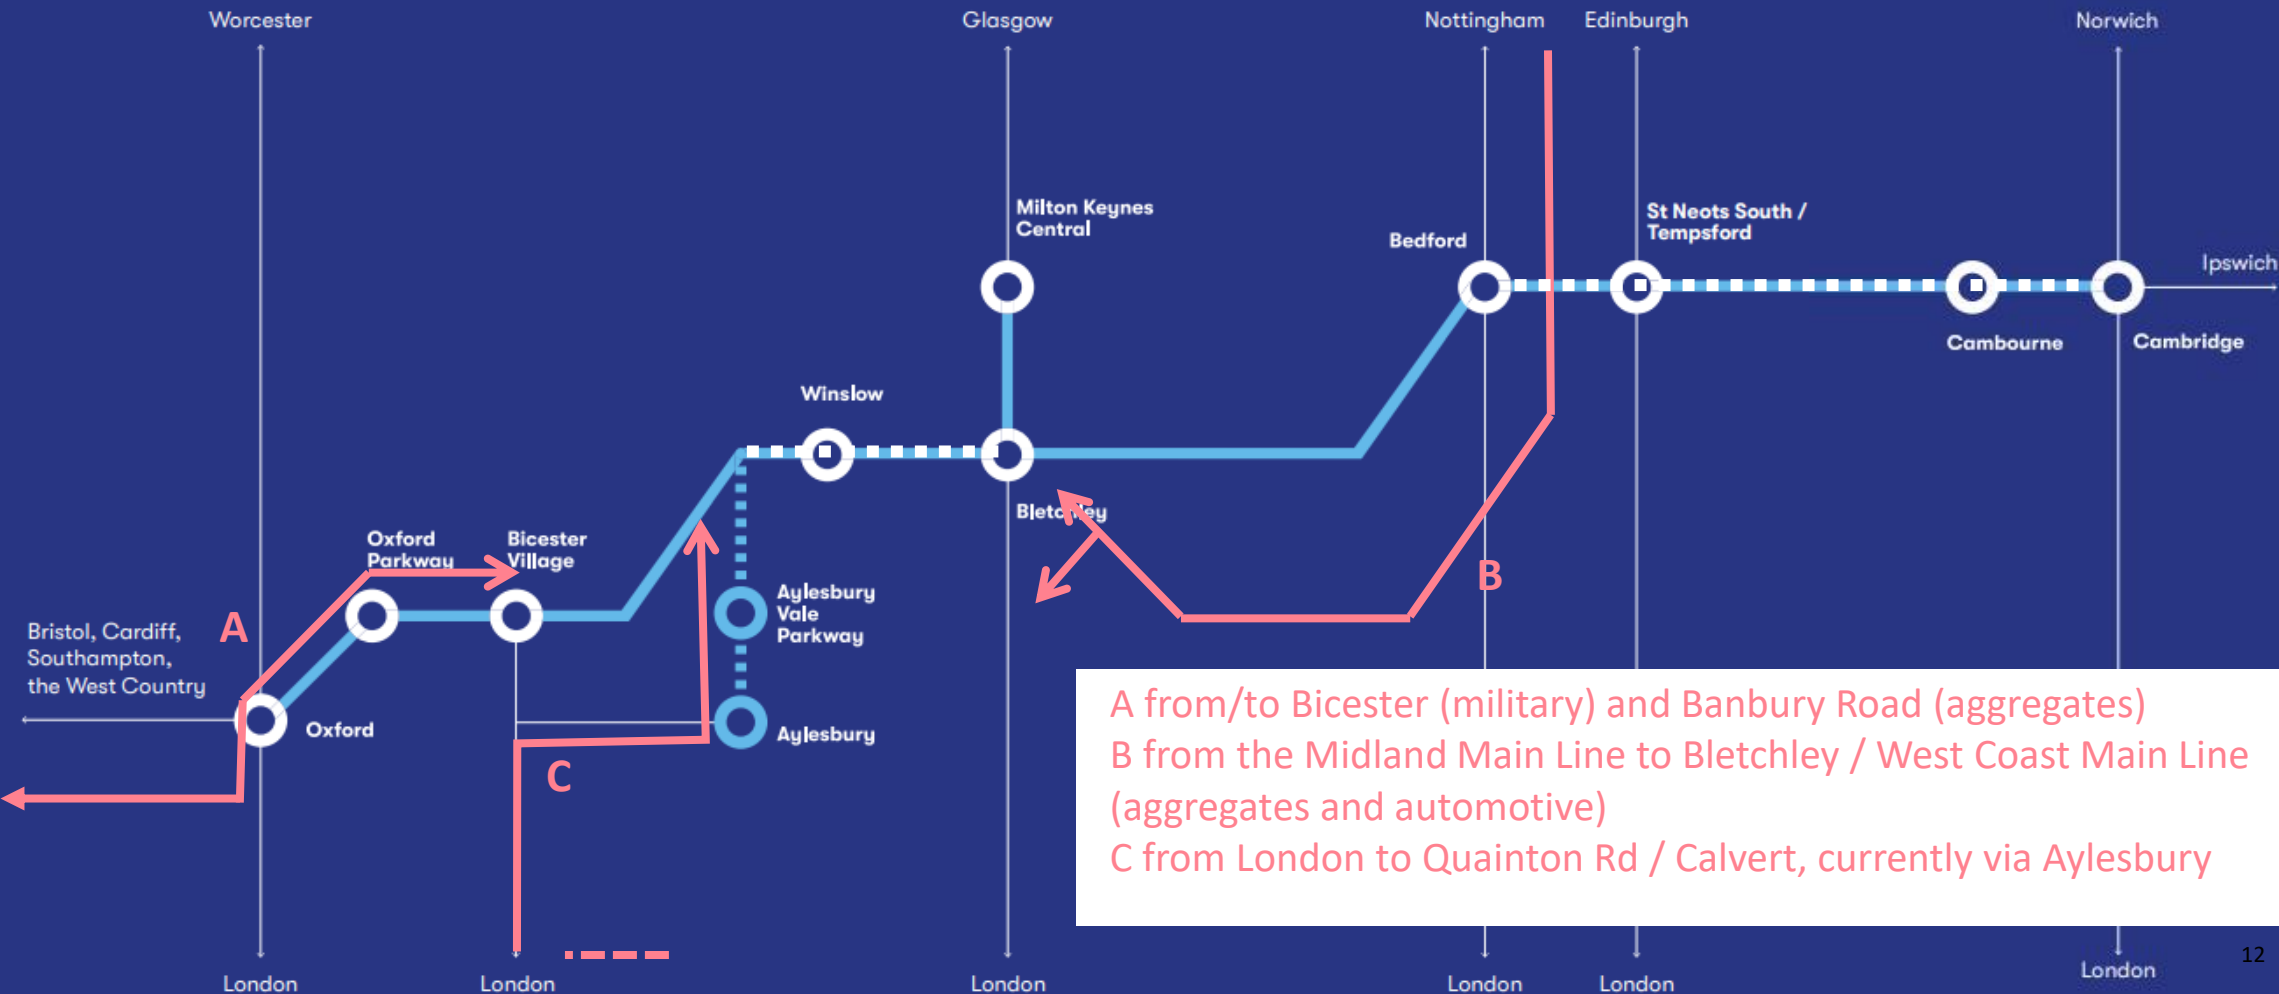 Worcester
Glasgow
Nottingham
Edinburgh
Norwich
Milton Keynes
Central
St Neots South /
Tempsford
Bedford
Ipswich
Cambourne
Cambridge
Winslow
Bletchley
Oxford
Parkway
Bicester
Village
Aylesbury
Vale
Parkway
B
A
Bristol, Cardiff,
Southampton,
the West Country
Oxford
Aylesbury
C
A from/to Bicester (military) and Banbury Road (aggregates)
B from the Midland Main Line to Bletchley / West Coast Main Line
(aggregates and automotive)
C from London to Quainton Rd / Calvert, currently via Aylesbury
12
London
London
London
London
London
London